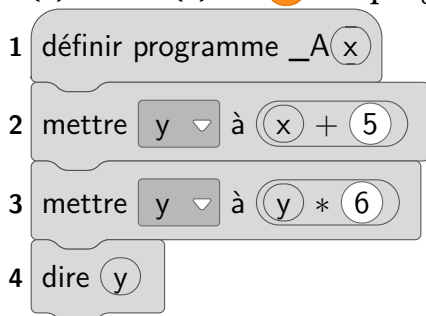 1 définir programme _A(x)
2 mettre y à x + 5
3 mettre y à y * 6
4 dire y